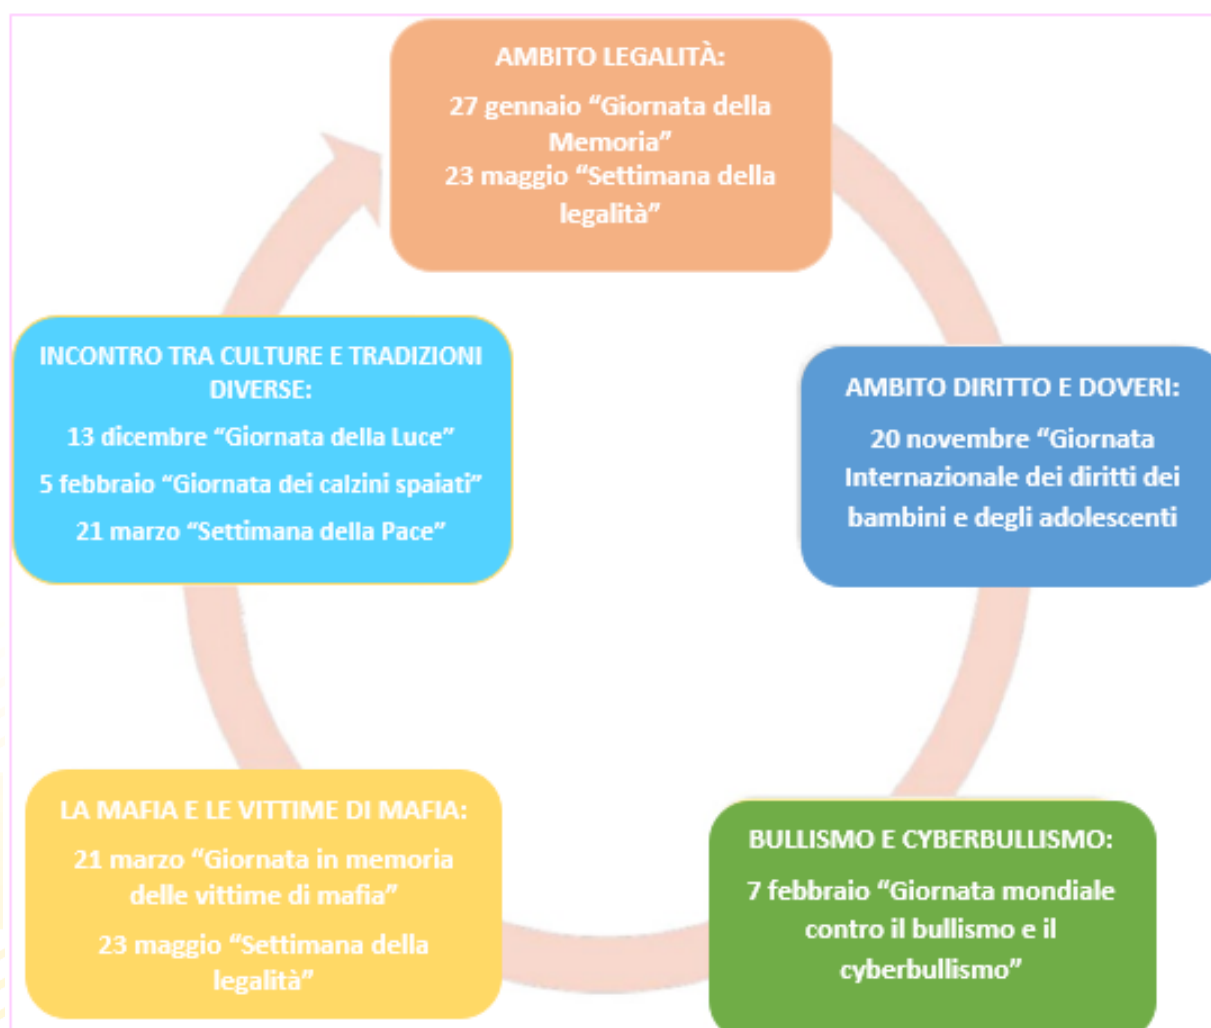 AMBITO LEGALITÀ:
27 gennaio “Giornata della
Memoria”
23 maggio “Settimana della
legalità”
AMBITO DIRITTO E DOVERI:
20 novembre “Giornata
Internazionale dei diritti dei
bambini e degli adolescenti
BULLISMO E CYBERBULLISMO:
7 febbraio “Giornata mondiale
contro il bullismo e il
cyberbullismo”
LA MAFIA E LE VITTIME DI MAFIA:
21 marzo “Giornata in memoria
delle vittime di mafia”
23 maggio “Settimana della
legalità”
INCONTRO TRA CULTURE E TRADIZIONI
DIVERSE:
13 dicembre “Giornata della Luce”
5 febbraio “Giornata dei calzini spaiati”
21 marzo “Settimana della Pace”